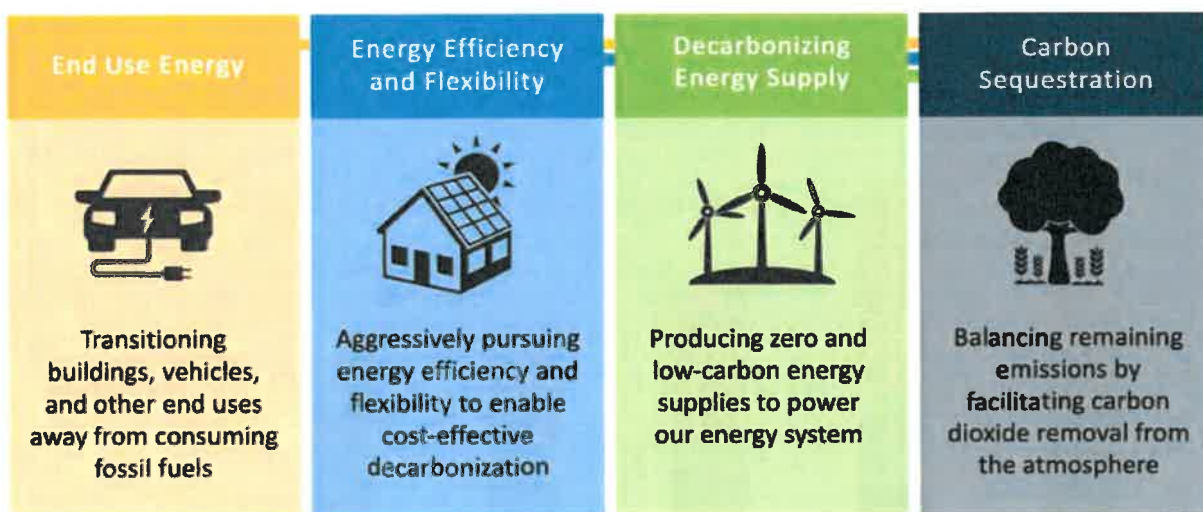 End Use Energy
Energy Efficiency
and Flexibility
Decarbonizing
Energy Supply
Carbon
Sequestration
Transitioning
buildings, vehicles,
and other end uses
away from consuming
fossil fuels
Aggressively pursuing
energy efficiency and
flexibility to enable
cost-effective
decarbonization
Producing zero and
low-carbon energy
supplies to power
our energy system
Balancing remaining
emissions by
facilitating carbon
dioxide removal from
the atmosphere